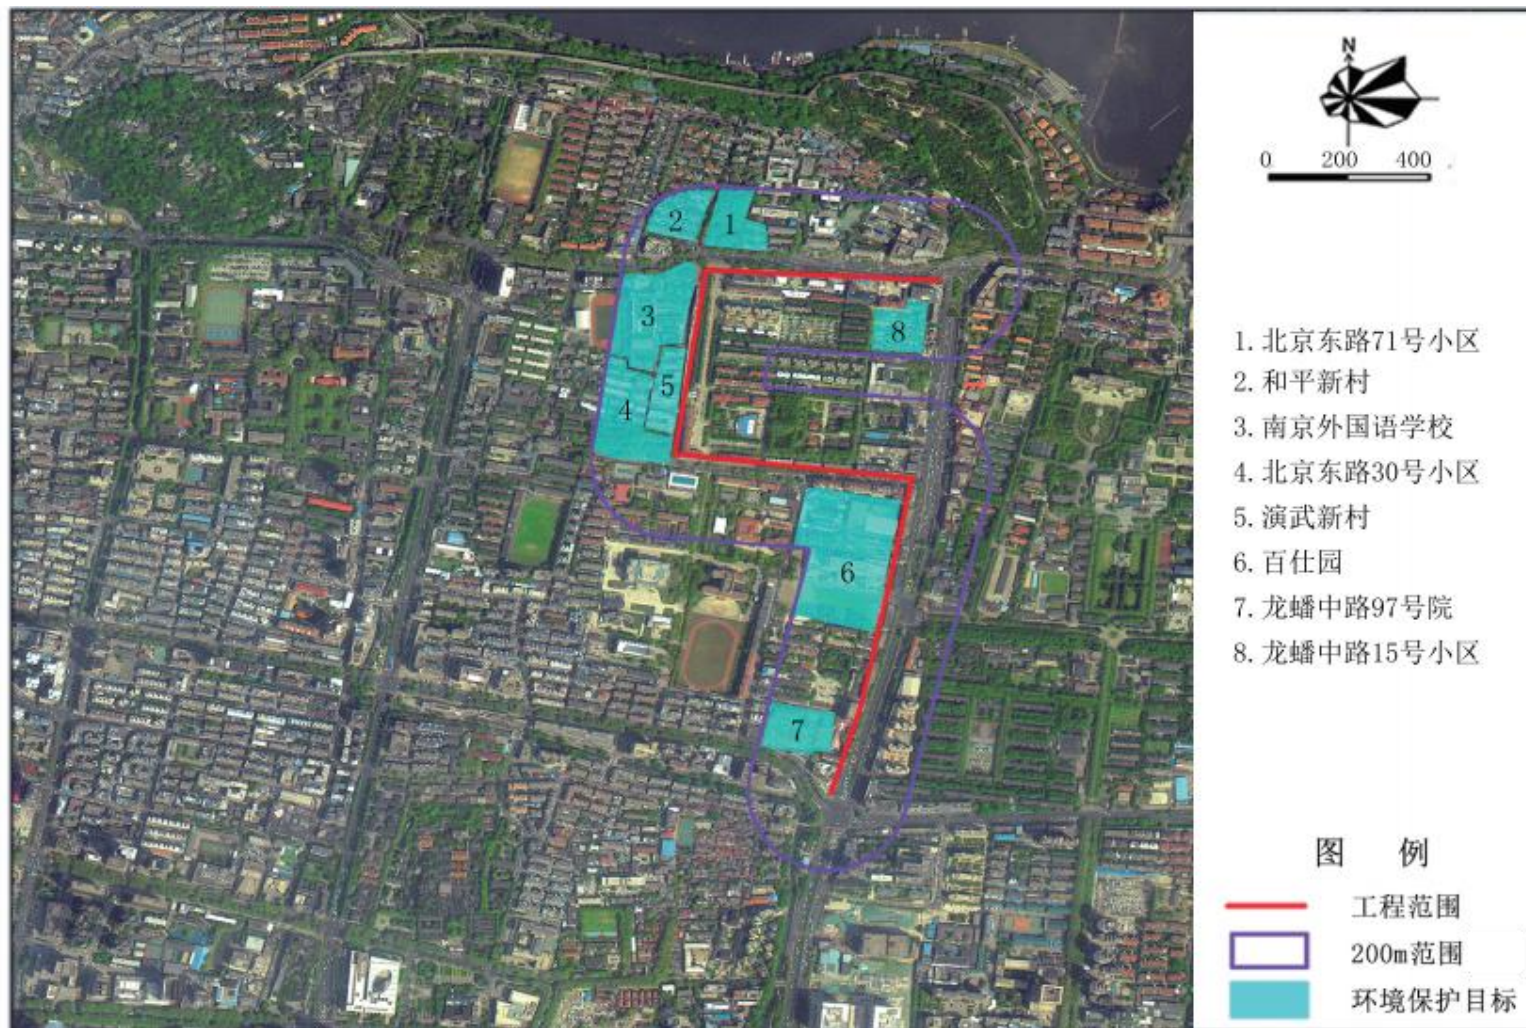 N
0 200 400
1.北京东路71号小区
2.和平新村
3.南京外国语学校
4.北京东路30号小区
5.演武新村
6.百仕园
7.龙蟠中路97号院
8.龙蟠中路15号小区
2
1
3
8
5
4
6
7
图 例
工程范围
200m范围
环境保护目标